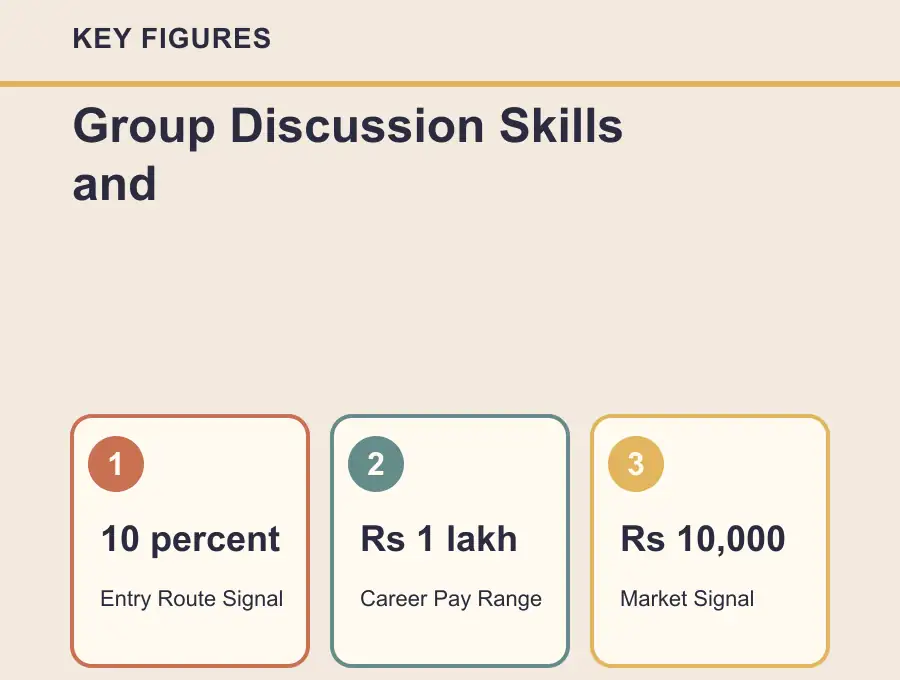 KEY FIGURES
Group Discussion Skills
and
1
10 percent
Entry Route Signal
2
Rs 1 lakh
Career Pay Range
3
Rs 10,000
Market Signal